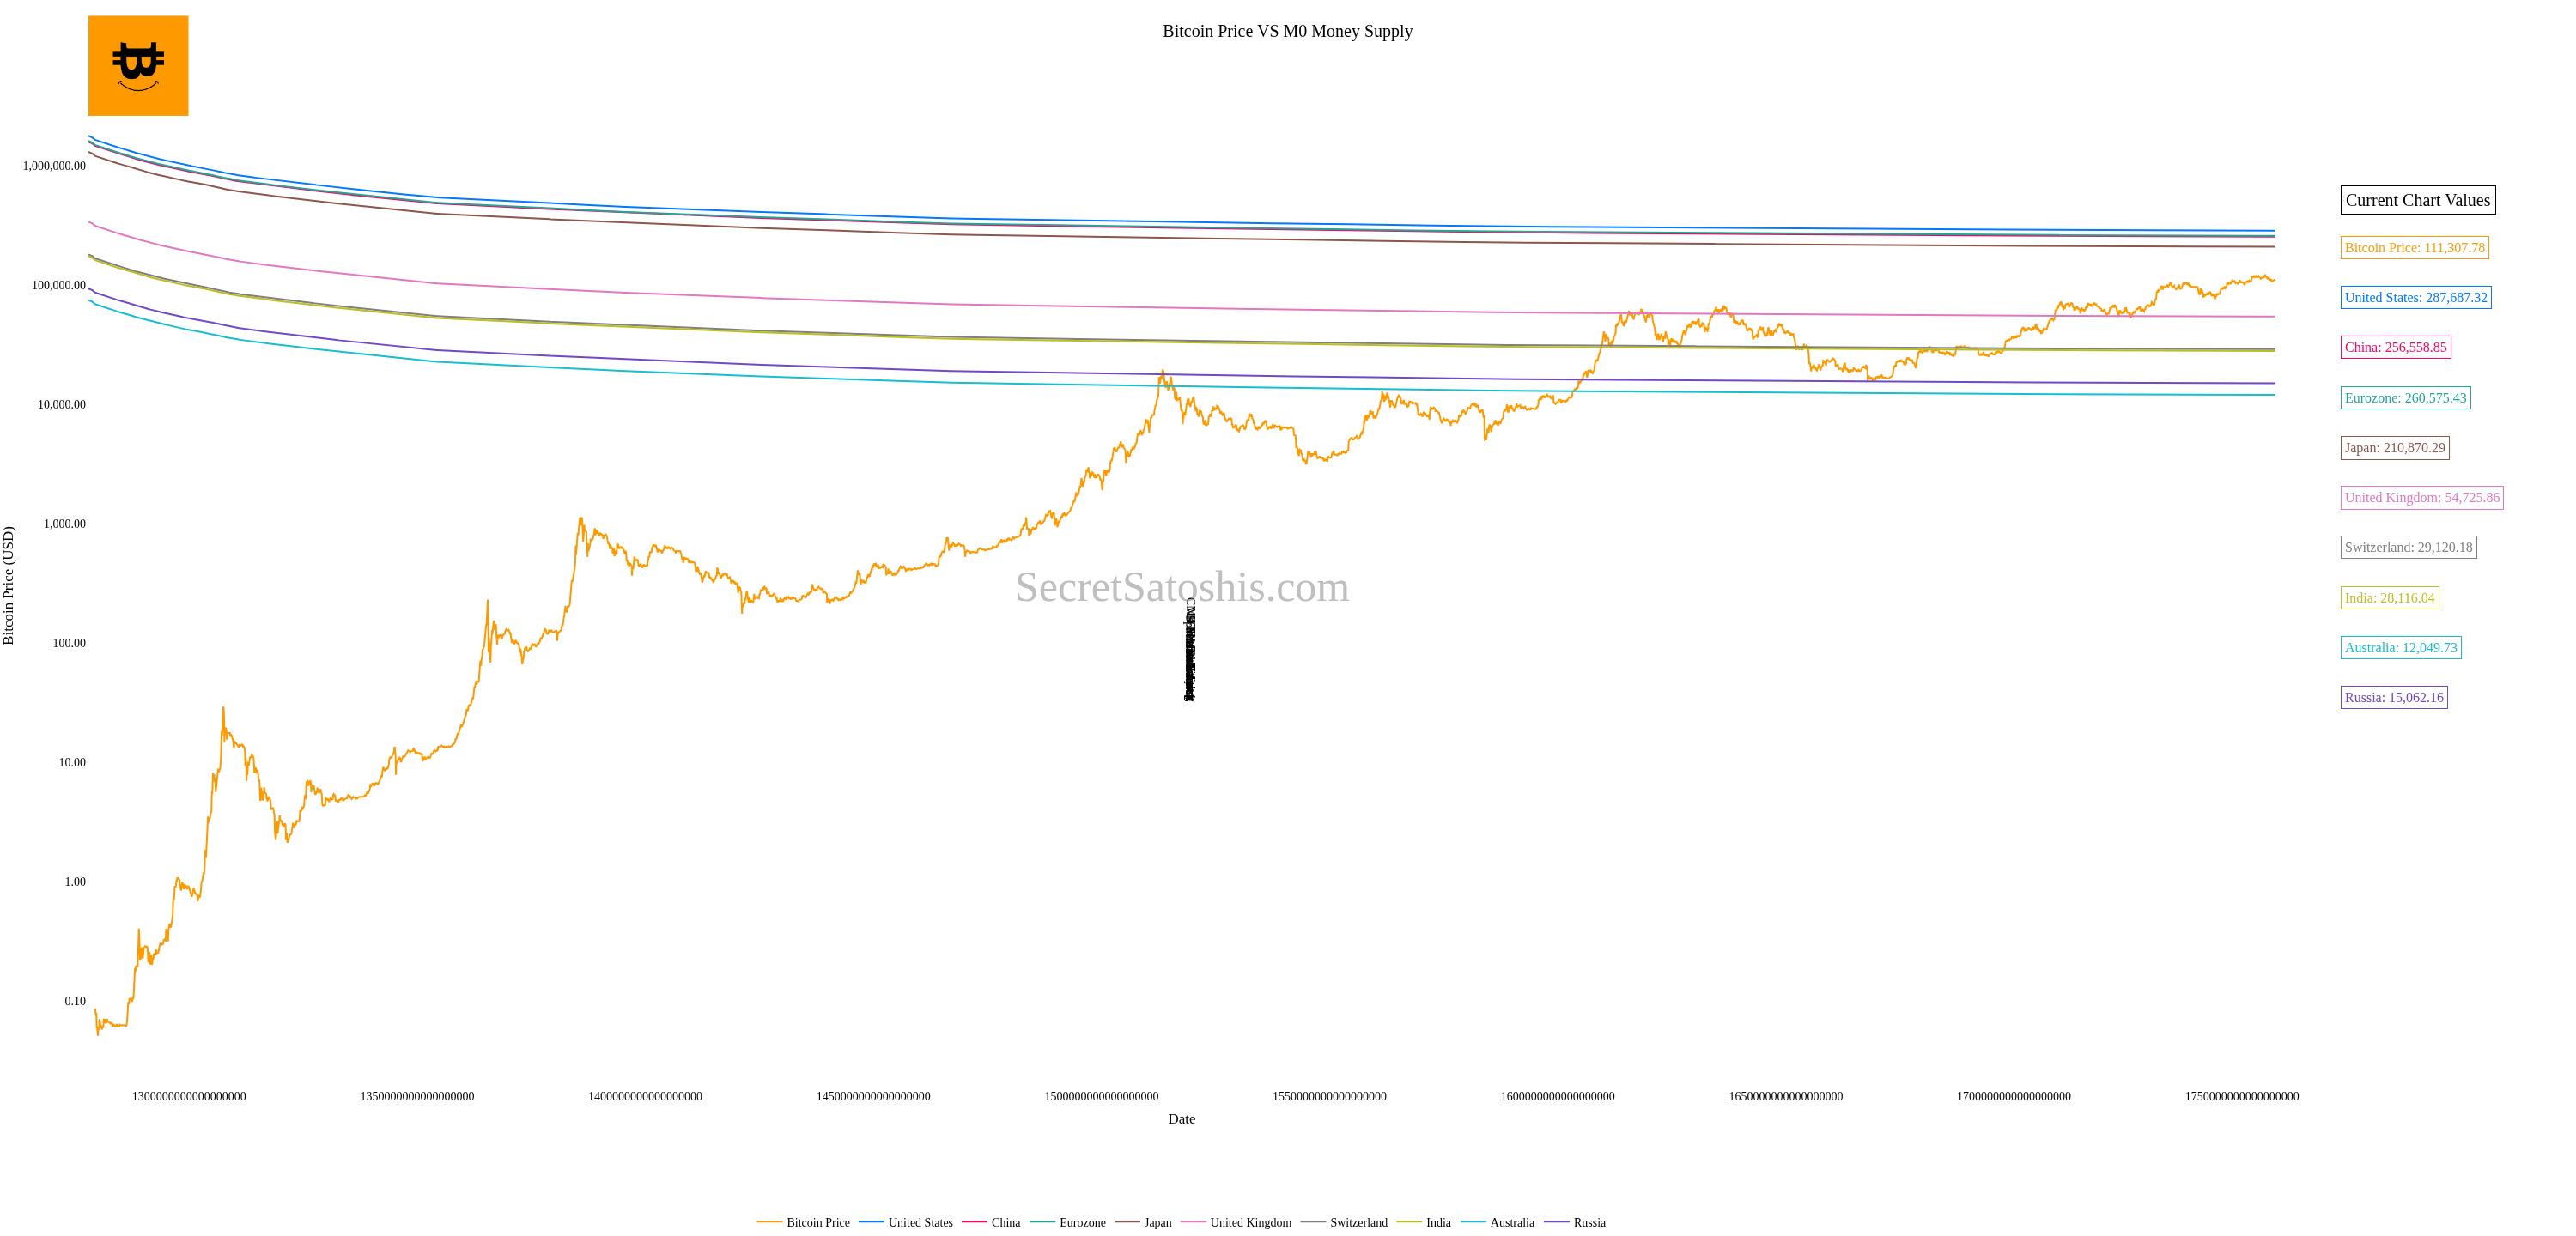 Bitcoin Price VS M0 Money Supply
1,000,000.00
100,000.00
10,000.00
1,000.00
100.00
10.00
1.00
0.10
Bitcoin Price (USD)
SecretSatoshis.com
1300000000000000000
1350000000000000000
1400000000000000000
1450000000000000000
1500000000000000000
1550000000000000000
1600000000000000000
1650000000000000000
1700000000000000000
1750000000000000000
Date
Current Chart Values
Bitcoin Price: 111,307.78
United States: 287,687.32
China: 256,558.85
Eurozone: 260,575.43
Japan: 210,870.29
United Kingdom: 54,725.86
Switzerland: 29,120.18
India: 28,116.04
Australia: 12,049.73
Russia: 15,062.16
Bitcoin Price United States China Eurozone Japan United Kingdom Switzerland India Australia Russia